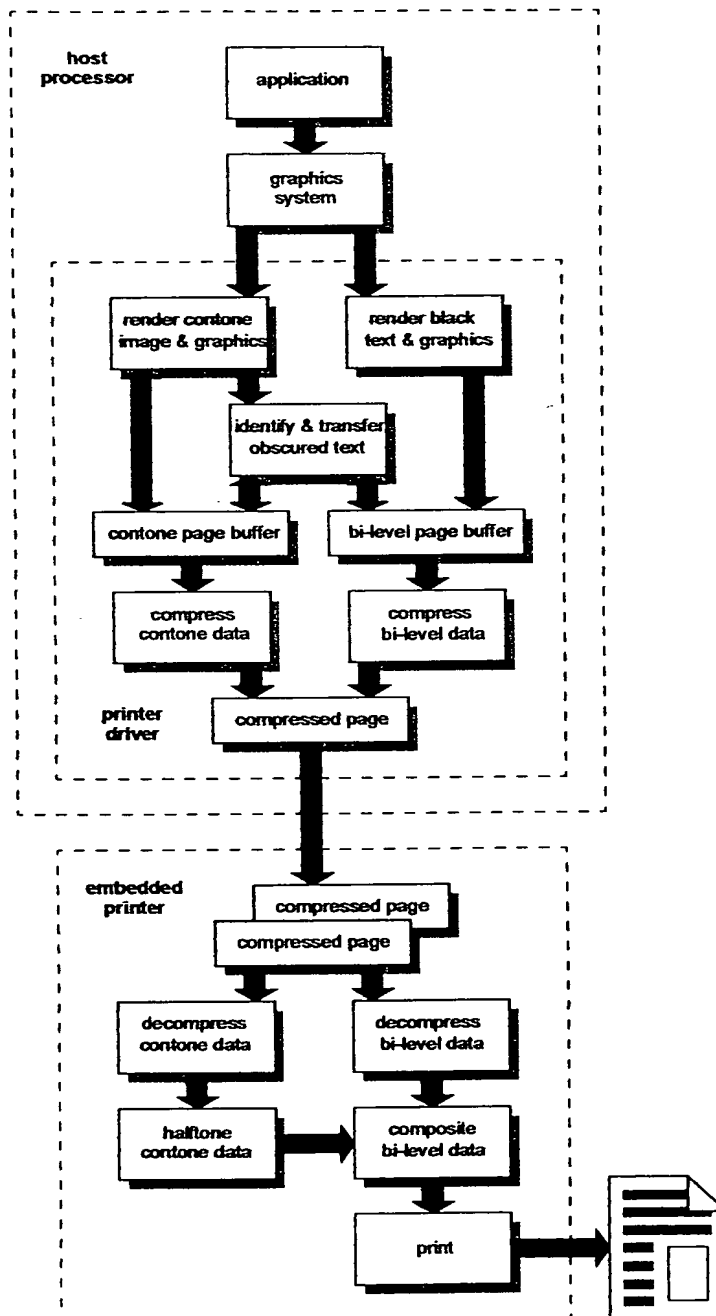 host
processor
application
graphics
system
render contone
image & graphics
render black
text & graphics
identify & transfer
obscured text
contone page buffer
bi-level page buffer
compress
contone data
compress
bi-level data
printer
driver
compressed page
embedded
printer
compressed page
compressed page
decompress
contone data
decompress
bi-level data
halftone
contone data
composite
bi-level data
print